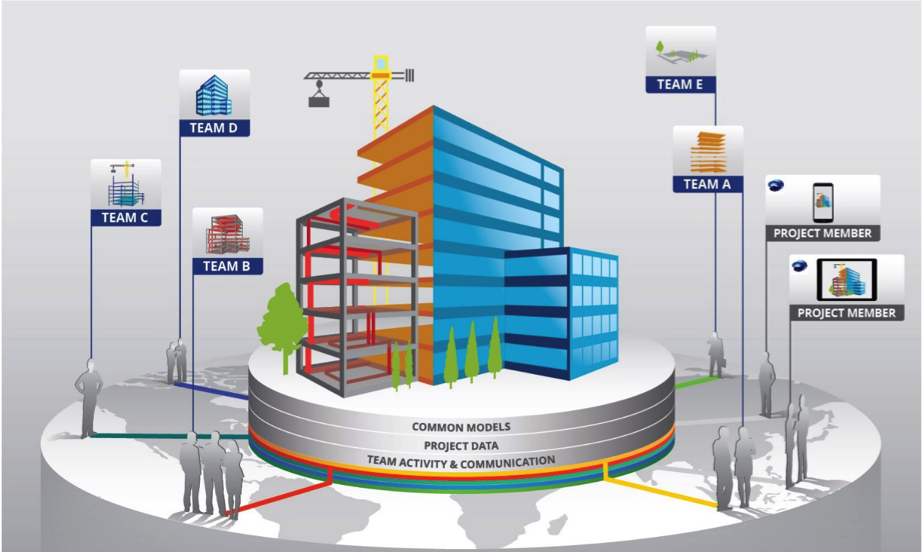 TEAM E
TEAM D
TEAM A
TEAM C
PROJECT MEMBER
TEAM B
PROJECT MEMBER
COMMON MODELS
PROJECT DATA
TEAM ACTIVITY & COMMUNICATION